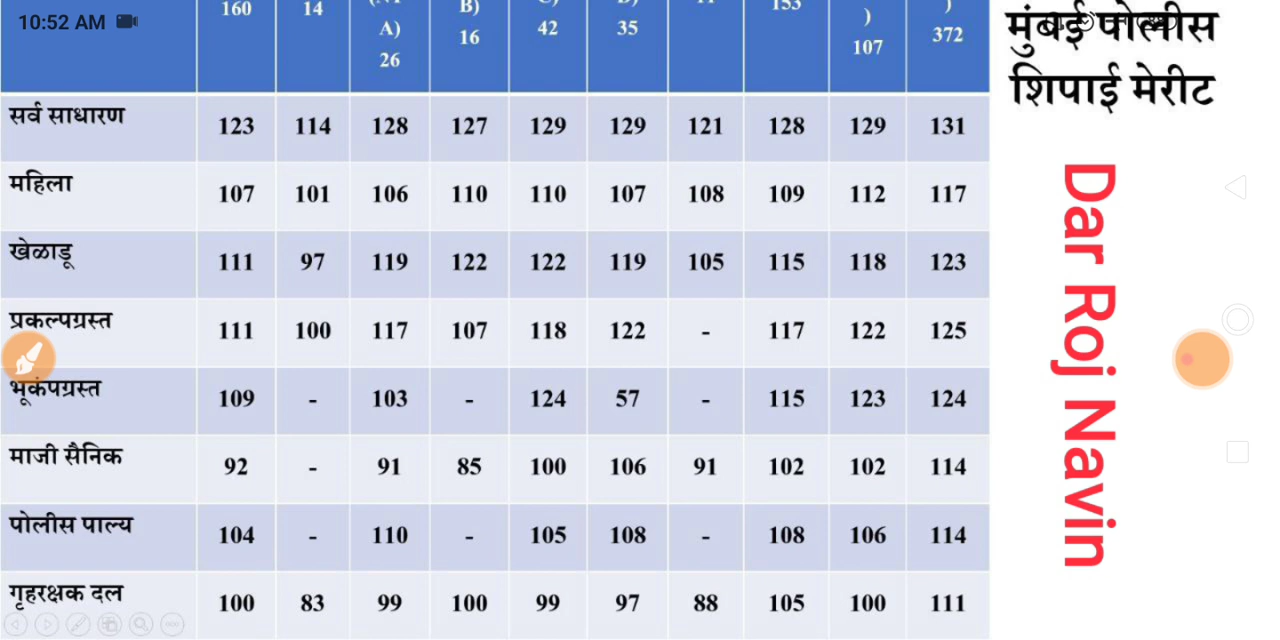 10:52 AM
160 14 A) 26 B) 16 42 35 153 ) 107 ) 372
सर्व साधारण 123 114 128 127 129 129 121 128 129 131
महिला 107 101 106 110 110 107 108 109 112 117
खेळाडू 111 97 119 122 122 119 105 115 118 123
प्रकल्पग्रस्त 111 100 117 107 118 122 - 117 122 125
भूकंपग्रस्त 109 - 103 - 124 57 - 115 123 124
माजी सैनिक 92 - 91 85 100 106 91 102 102 114
पोलीस पाल्य 104 - 110 - 105 108 - 108 106 114
गृहरक्षक दल 100 83 99 100 99 97 88 105 100 111
मुंबई पोलीस
शिपाई मेरीट
Dar Roj Navin